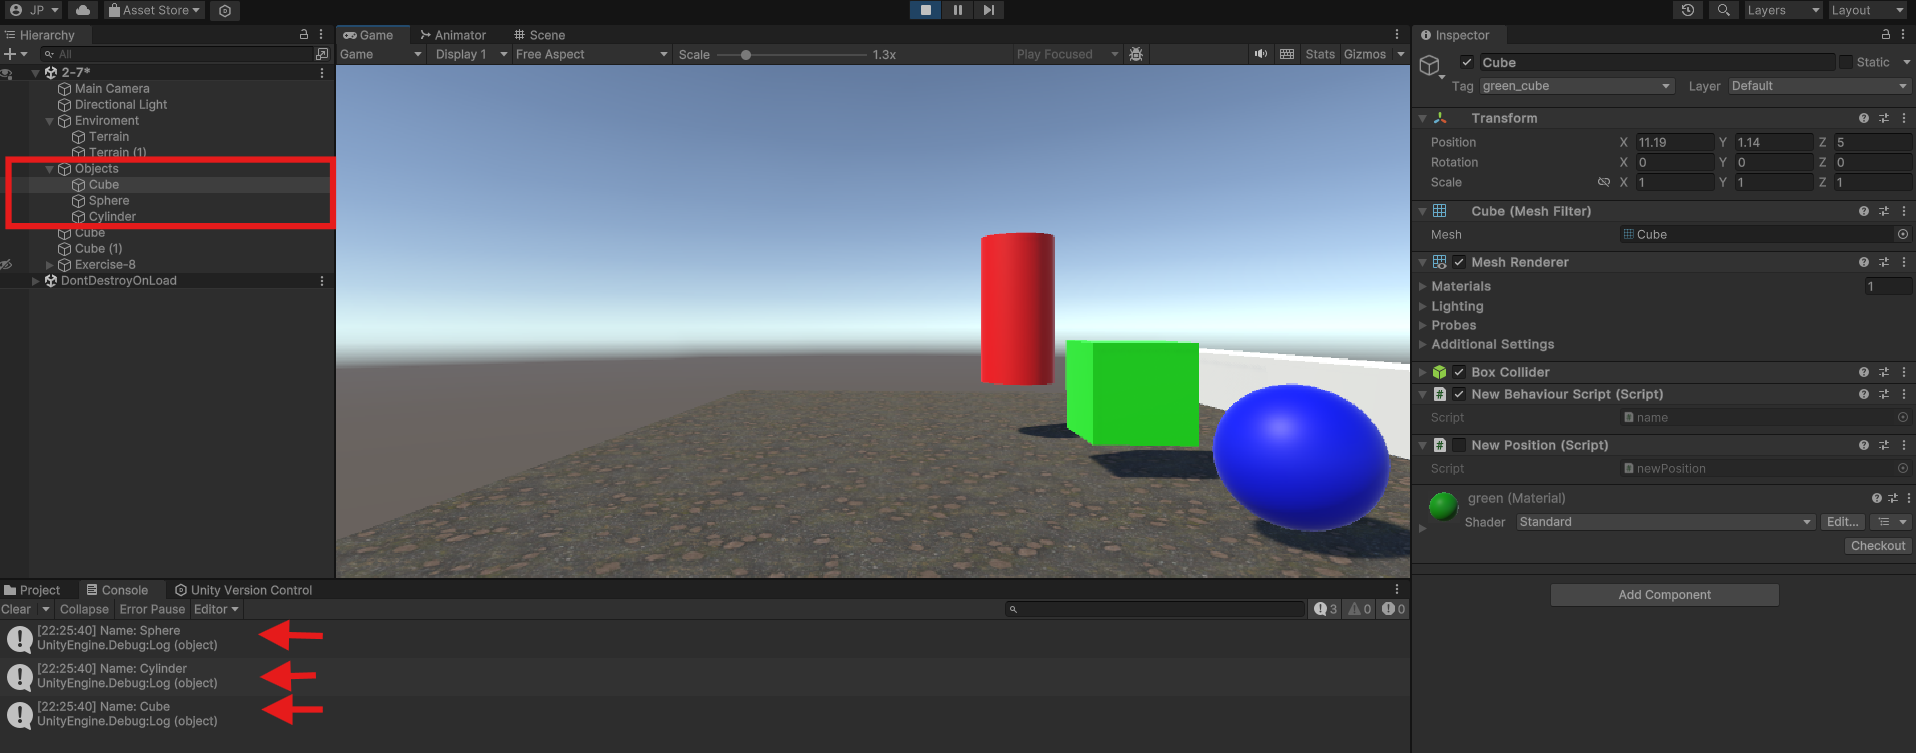 JP
Asset Store
Layers
Layout
Hierarchy
All
2-7*
Main Camera
Directional Light
Enviroment
Terrain
Terrain (1)
Objects
Cube
Sphere
Cylinder
Cube
Cube (1)
Exercise-8
DontDestroyOnLoad
Game
Animator
Scene
Game
Display 1
Free Aspect
Scale
1.3x
Play Focused
Stats
Gizmos
Inspector
Cube
Static
Tag green_cube
Layer Default
Transform
Position X 11.19 Y 1.14 Z 5
Rotation X 0 Y 0 Z 0
Scale X 1 Y 1 Z 1
Cube (Mesh Filter)
Mesh Cube
Mesh Renderer
Materials 1
Lighting
Probes
Additional Settings
Box Collider
# New Behaviour Script (Script)
Script name
# New Position (Script)
Script newPosition
green (Material)
Shader Standard Edit...
Checkout
Add Component
Project
Console
Unity Version Control
Clear
Collapse
Error Pause
Editor
3
0
0
[22:25:40] Name: Sphere
UnityEngine.Debug:Log (object)
[22:25:40] Name: Cylinder
UnityEngine.Debug:Log (object)
[22:25:40] Name: Cube
UnityEngine.Debug:Log (object)